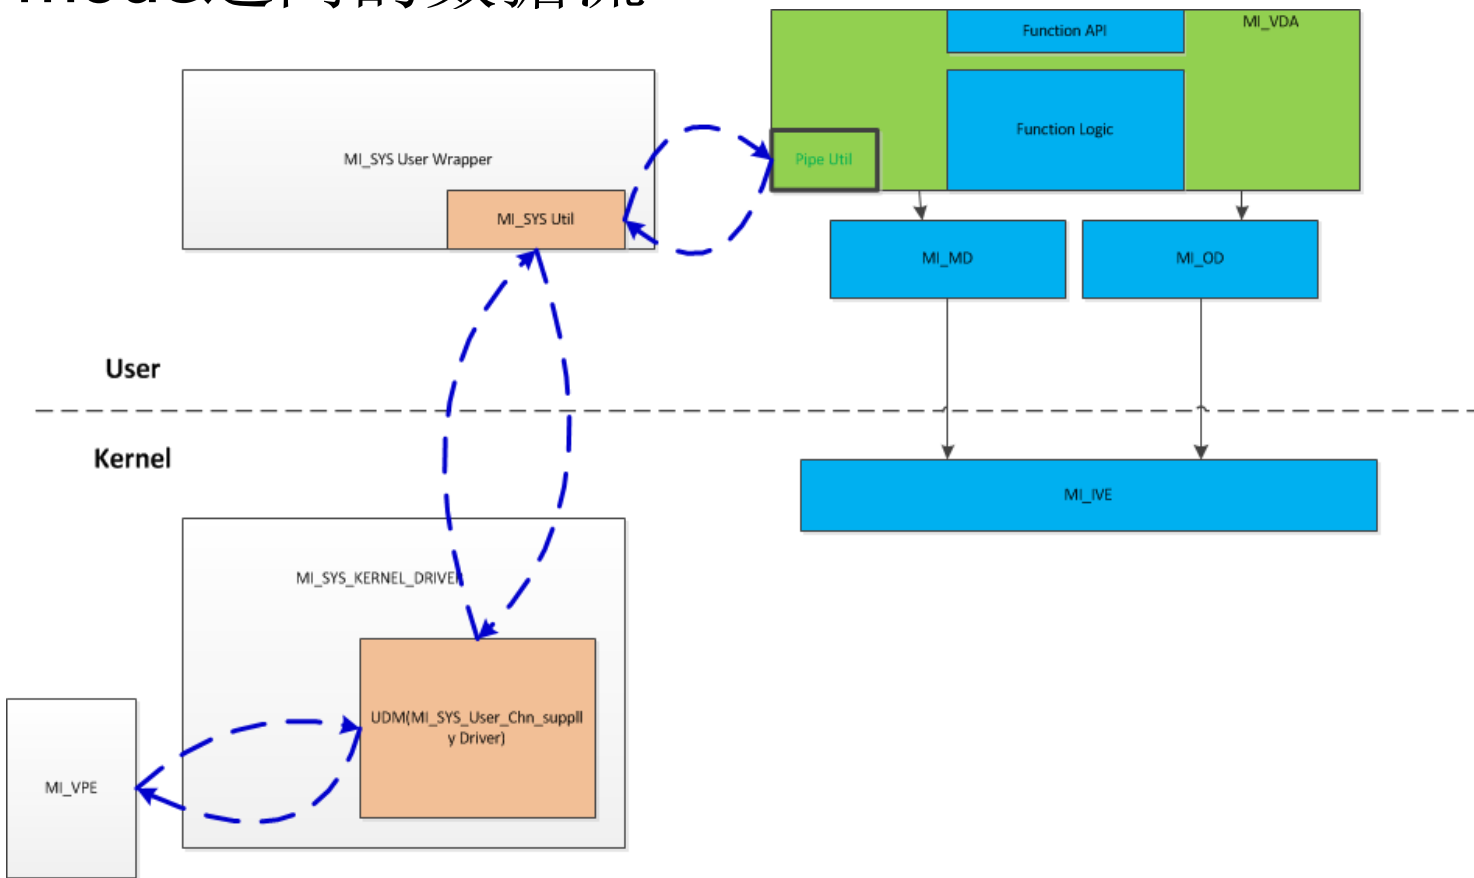 Function API
MI_VDA
Function Logic
MI_SYS User Wrapper
Pipe Util
MI_SYS Util
MI_MD
MI_OD
User
Kernel
MI_IVE
MI_SYS_KERNEL_DRIVER
UDM(MI_SYS_User_Chn_suppll
y Driver)
MI_VPE